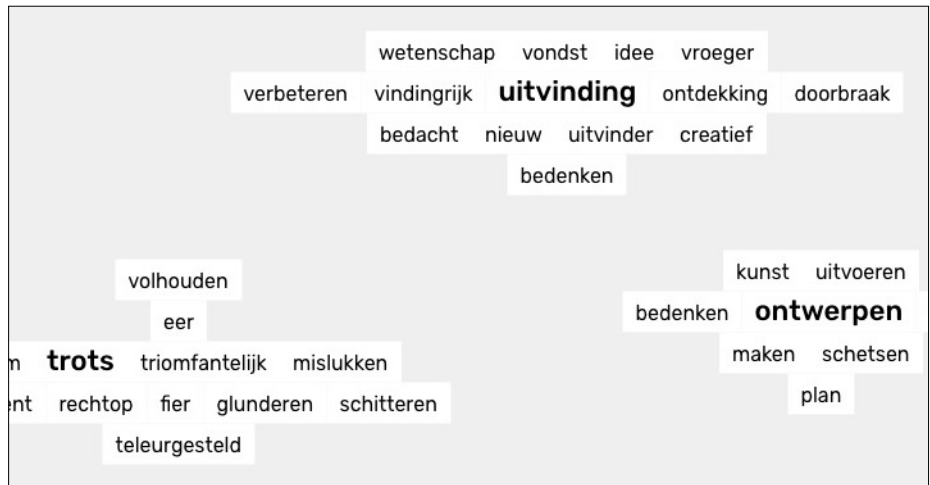 wetenschap vondst idee vroeger
verbeteren vindingrijk uitvinding ontdekking doorbraak
bedacht nieuw uitvinder creatief
bedenken
volhouden
eer
trots triomfantelijk mislukken
rechtop fier glunderen schitteren
teleurgesteld
kunst uitvoeren
bedenken ontwerpen
maken schetsen
plan